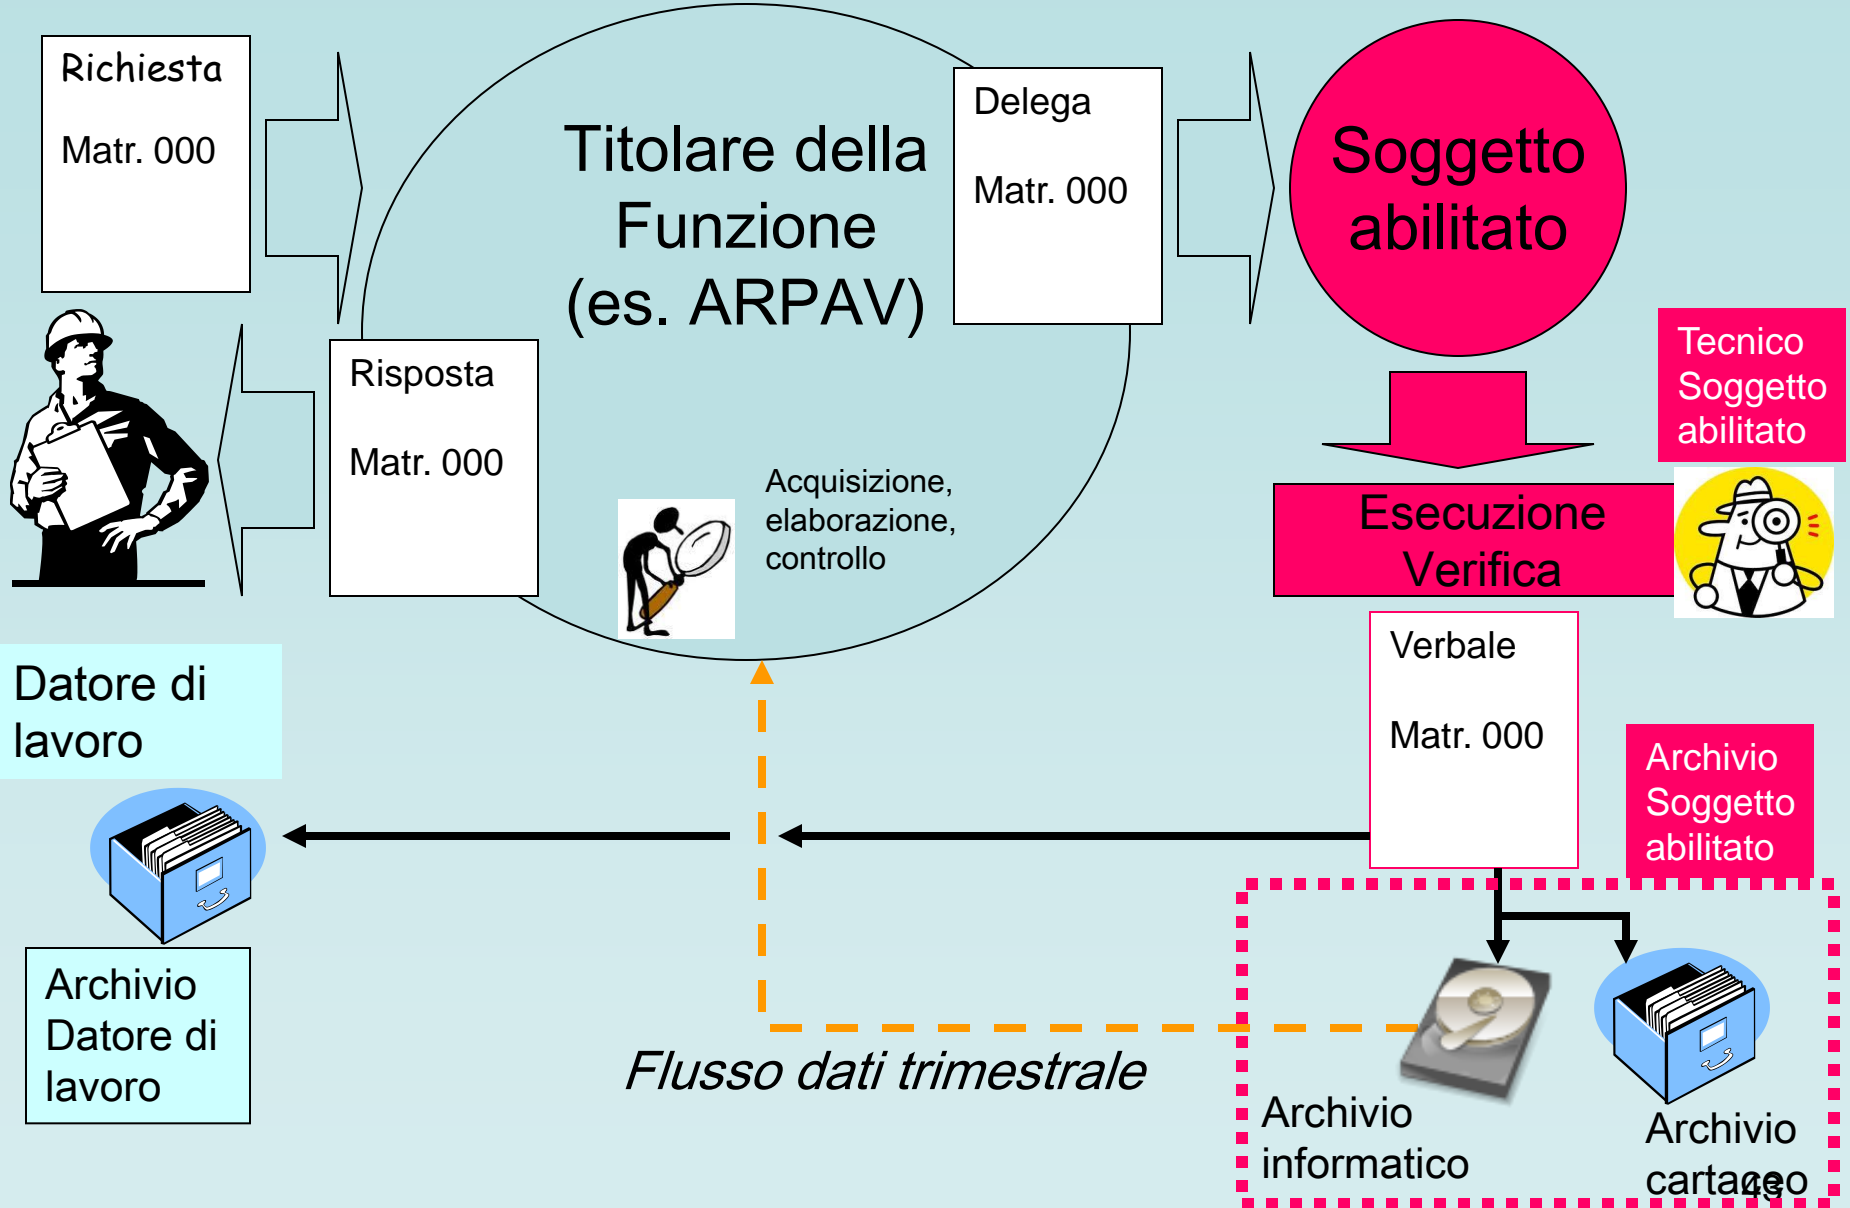 Richiesta
Matr. 000
Titolare della
Funzione
(es. ARPAV)
Delega
Matr. 000
Soggetto
abilitato
Risposta
Matr. 000
Acquisizione,
elaborazione,
controllo
Tecnico
Soggetto
abilitato
Esecuzione
Verifica
Datore di
lavoro
Verbale
Matr. 000
Archivio
Soggetto
abilitato
Archivio
Datore di
lavoro
Flusso dati trimestrale
Archivio
informatico
Archivio
cartaceo
43